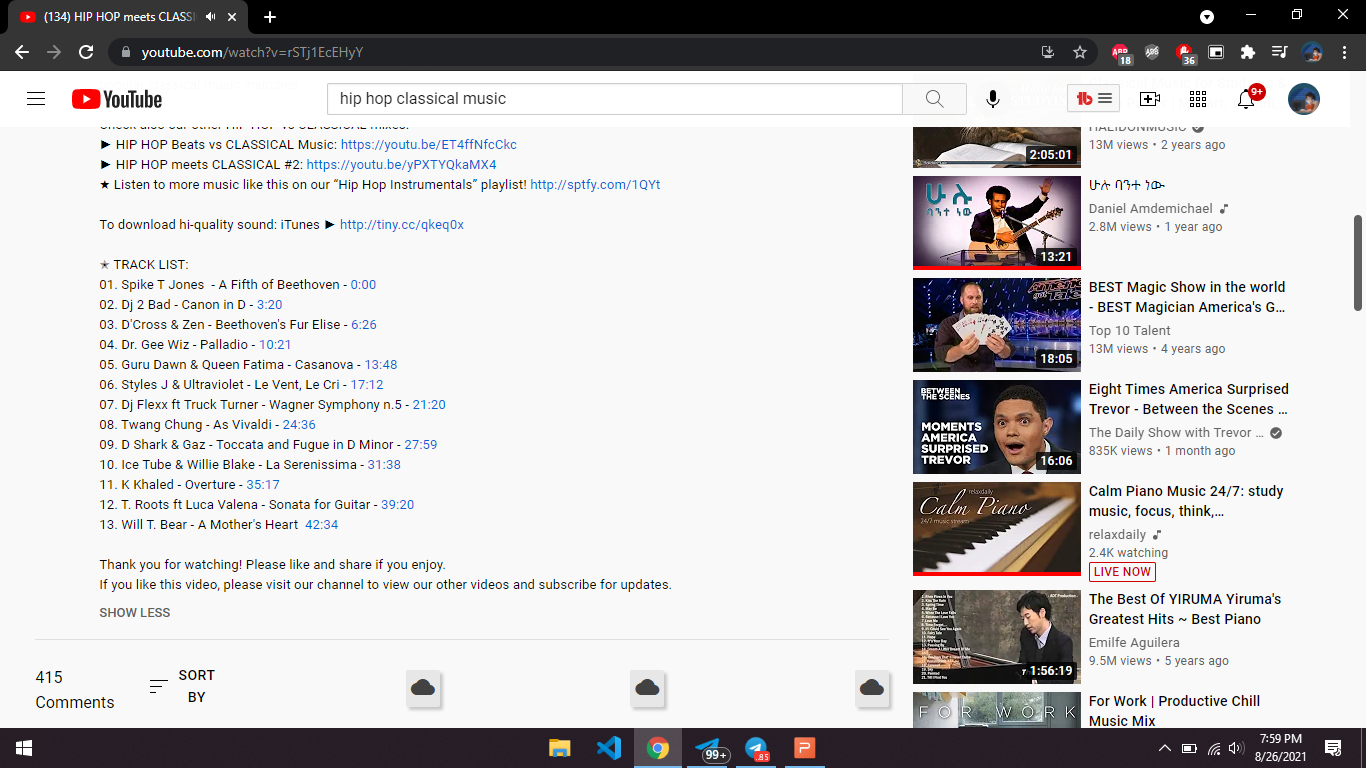 (134) HIP HOP meets CLASSI
youtube.com/watch?v=rSTj1EcEHyY
ABP
18
36
YouTube
hip hop classical music
9+
Check also our other HIP HOP vs CLASSICAL mixes:
► HIP HOP Beats vs CLASSICAL Music: https://youtu.be/ET4ffNfcCkc
► HIP HOP meets CLASSICAL #2: https://youtu.be/yPXTYQkaMX4
★ Listen to more music like this on our “Hip Hop Instrumentals” playlist! http://sptfy.com/1QYt
To download hi-quality sound: iTunes ► http://tiny.cc/qkeq0x
✭ TRACK LIST:
01. Spike T Jones - A Fifth of Beethoven - 0:00
02. Dj 2 Bad - Canon in D - 3:20
03. D'Cross & Zen - Beethoven's Fur Elise - 6:26
04. Dr. Gee Wiz - Palladio - 10:21
05. Guru Dawn & Queen Fatima - Casanova - 13:48
06. Styles J & Ultraviolet - Le Vent, Le Cri - 17:12
07. Dj Flexx ft Truck Turner - Wagner Symphony n.5 - 21:20
08. Twang Chung - As Vivaldi - 24:36
09. D Shark & Gaz - Toccata and Fugue in D Minor - 27:59
10. Ice Tube & Willie Blake - La Serenissima - 31:38
11. K Khaled - Overture - 35:17
12. T. Roots ft Luca Valena - Sonata for Guitar - 39:20
13. Will T. Bear - A Mother's Heart 42:34
Thank you for watching! Please like and share if you enjoy.
If you like this video, please visit our channel to view our other videos and subscribe for updates.
SHOW LESS
415
Comments
SORT
BY
2:05:01
HALIDONMUSIC
13M views • 2 years ago
ሁሉ
ባንተ ነው
13:21
ሁሉ ባንተ ነው
Daniel Amdemichael
2.8M views • 1 year ago
18:05
BEST Magic Show in the world
- BEST Magician America's G...
Top 10 Talent
13M views • 4 years ago
BETWEEN
THE SCENES
MOMENTS
AMERICA
SURPRISED
TREVOR
16:06
Eight Times America Surprised
Trevor - Between the Scenes ...
The Daily Show with Trevor ...
835K views • 1 month ago
relaxdaily
Calm Piano
24/7 music stream
Calm Piano Music 24/7: study
music, focus, think,...
relaxdaily
2.4K watching
LIVE NOW
1:56:19
The Best Of YIRUMA Yiruma's
Greatest Hits ~ Best Piano
Emilfe Aguilera
9.5M views • 5 years ago
FOR WORK
For Work | Productive Chill
Music Mix
99+
85
7:59 PM
8/26/2021